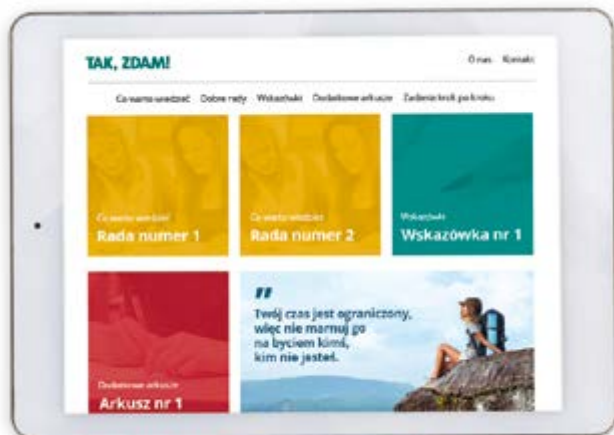 TAK, ZDAM!
O nas Kontakt
Co warto wiedzieć Dobre rady Wskazówki Dodatkowe arkusze Zadania krok po kroku
Co warto wiedzieć
Rada numer 1
Co warto wiedzieć
Rada numer 2
Wskazówki
Wskazówka nr 1
Dodatkowe arkusze
Arkusz nr 1
"
Twój czas jest ograniczony,
więc nie marnuj go
na byciem kimś,
kim nie jesteś.